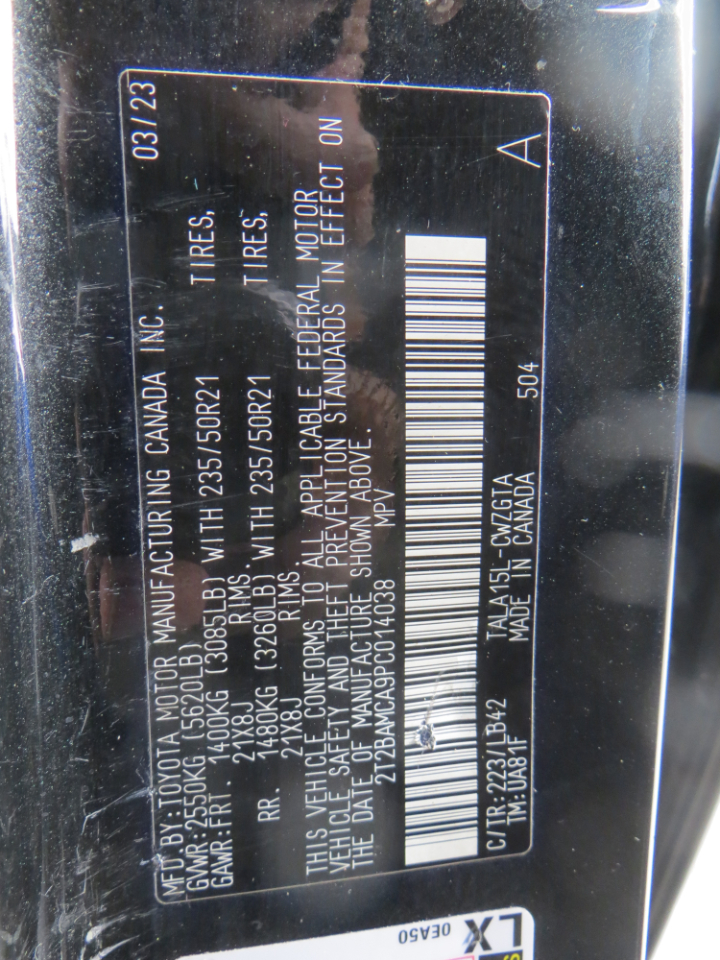 MFD.BY:TOYOTA MOTOR MANUFACTURING CANADA INC. 03/23
GVWR:2550KG (5620LB)
GAWR:FRT. 1400KG (3085LB) WITH 235/50R21 TIRES,
21X8J RIMS.
RR. 1480KG (3260LB) WITH 235/50R21 TIRES,
21X8J RIMS
THIS VEHICLE CONFORMS TO ALL APPLICABLE FEDERAL MOTOR
VEHICLE SAFETY AND THEFT PREVENTION STANDARDS IN EFFECT ON
THE DATE OF MANUFACTURE SHOWN ABOVE.
2T2BAMCA9PC014038 MPV
C/TR:223/LB42 TALA15L-CWZGTA 504 A
TM:UA81F MADE IN CANADA
0EA50
LX